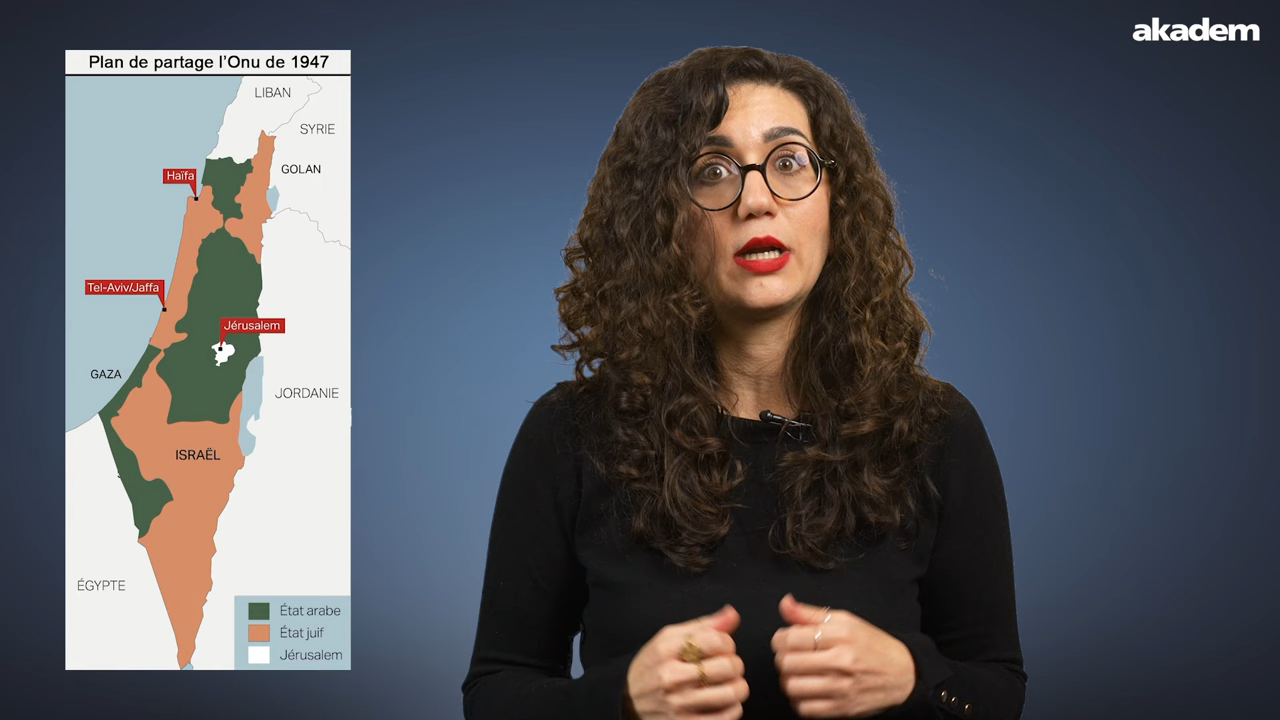 akadem
Plan de partage l'Onu de 1947
LIBAN
SYRIE
GOLAN
Haïfa
Tel-Aviv/Jaffa
Jérusalem
GAZA
JORDANIE
ISRAËL
ÉGYPTE
État arabe
État juif
Jérusalem